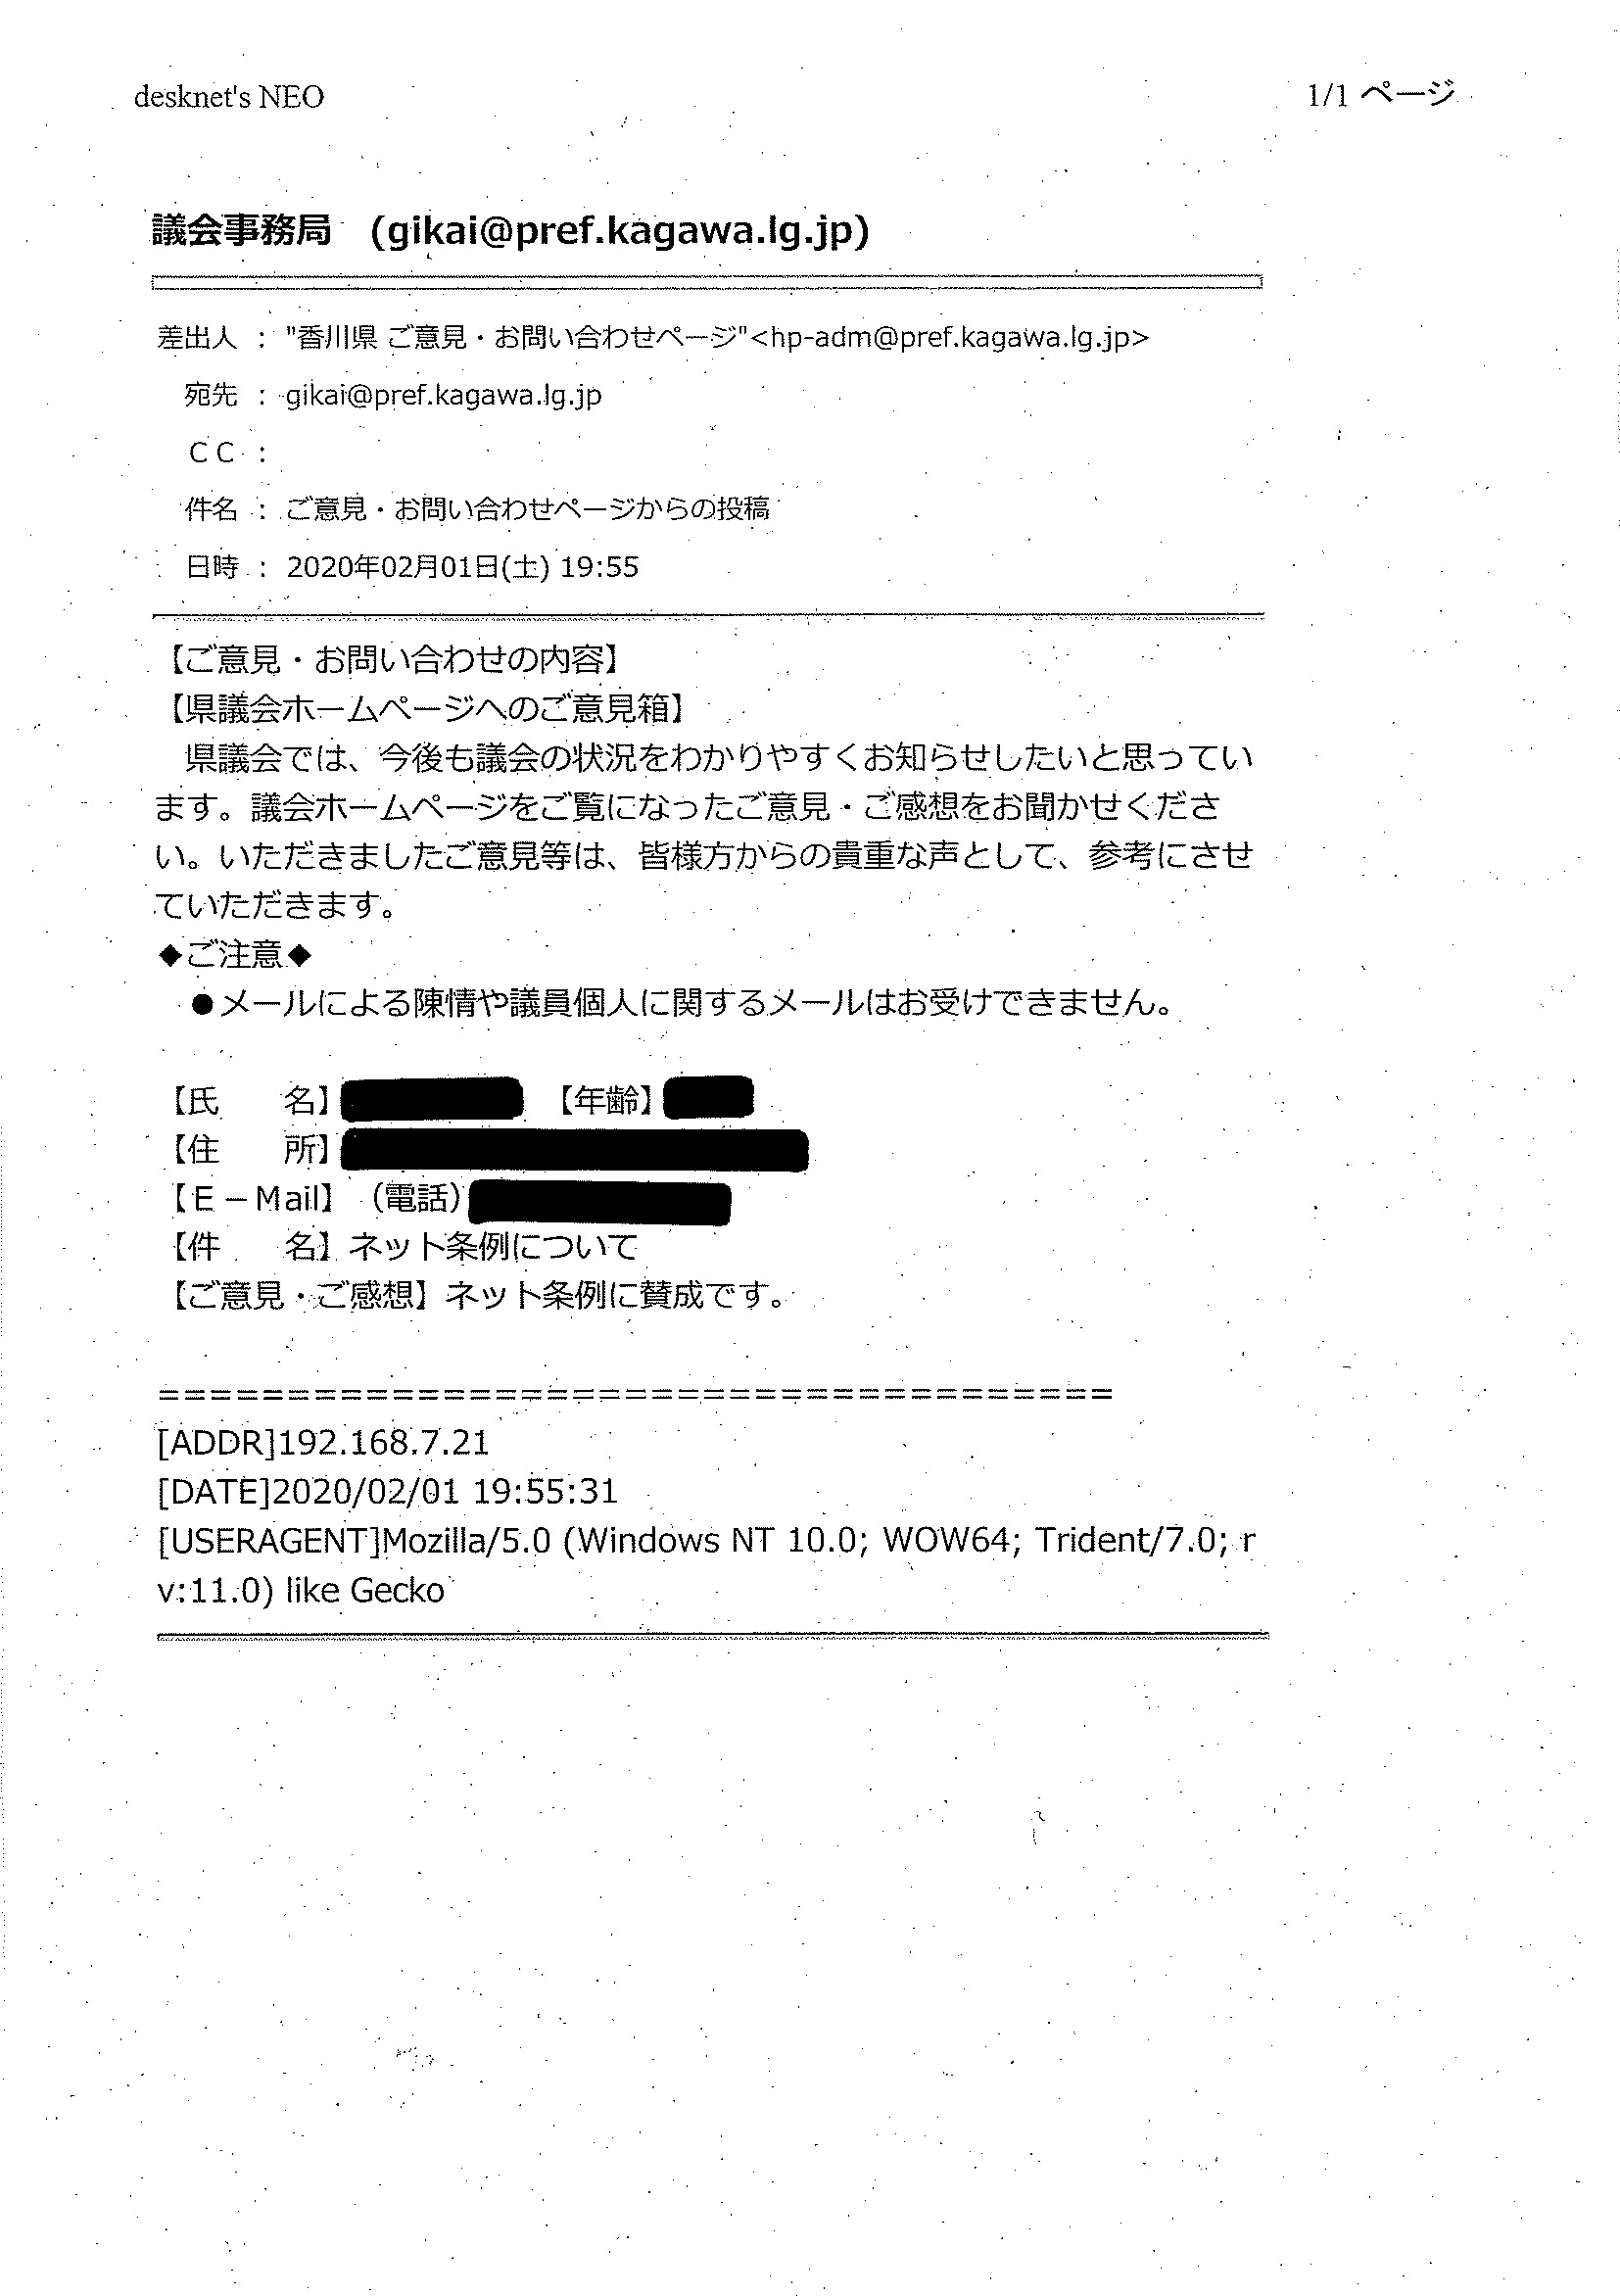 desknet's NEO
1/1 ページ
議会事務局　(gikai@pref.kagawa.lg.jp)
差出人 ： "香川県 ご意見・お問い合わせページ"<hp-adm@pref.kagawa.lg.jp>
宛先 ： gikai@pref.kagawa.lg.jp
ＣＣ ：
件名 ： ご意見・お問い合わせページからの投稿
日時 ： 2020年02月01日(土) 19:55
【ご意見・お問い合わせの内容】
【県議会ホームページへのご意見箱】
　県議会では、今後も議会の状況をわかりやすくお知らせしたいと思ってい
ます。議会ホームページをご覧になったご意見・ご感想をお聞かせくださ
い。いただきましたご意見等は、皆様方からの貴重な声として、参考にさせ
ていただきます。
◆ご注意◆
　●メールによる陳情や議員個人に関するメールはお受けできません。
【氏　　名】　【年齢】
【住　　所】
【Ｅ－Mail】（電話）
【件　　名】ネット条例について
【ご意見・ご感想】ネット条例に賛成です。
=====================================
[ADDR]192.168.7.21
[DATE]2020/02/01 19:55:31
[USERAGENT]Mozilla/5.0 (Windows NT 10.0; WOW64; Trident/7.0; r
v:11.0) like Gecko